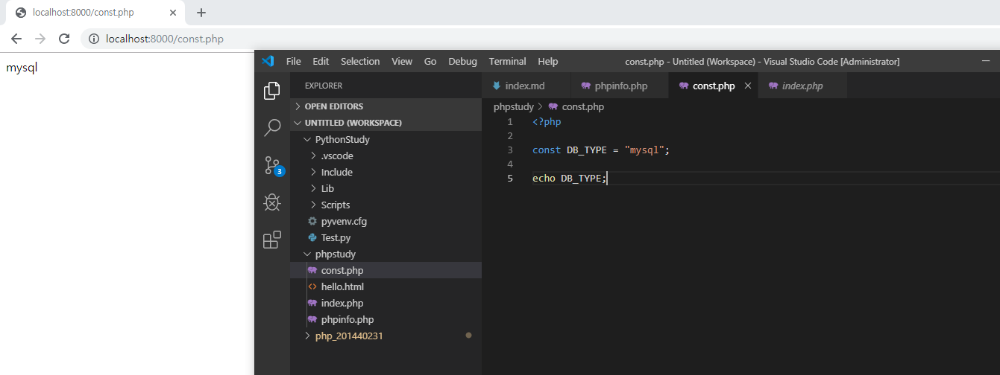 localhost:8000/const.php
localhost:8000/const.php
mysql
File Edit Selection View Go Debug Terminal Help const.php - Untitled (Workspace) - Visual Studio Code [Administrator]
EXPLORER
OPEN EDITORS
UNTITLED (WORKSPACE)
PythonStudy
.vscode
Include
Lib
Scripts
pyvenv.cfg
Test.py
phpstudy
const.php
hello.html
index.php
phpinfo.php
php_201440231
3
index.md phpinfo.php const.php index.php
phpstudy > const.php
1 <?php
2
3 const DB_TYPE = "mysql";
4
5 echo DB_TYPE;